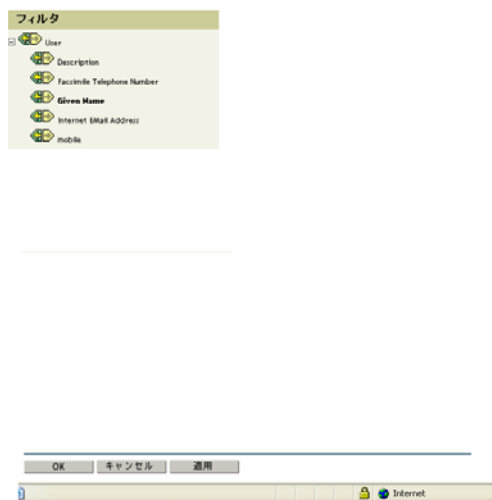 フィルタ
User
Description
Facsimile Telephone Number
Given Name
Internet EMail Address
mobile
OK キャンセル 適用
Internet